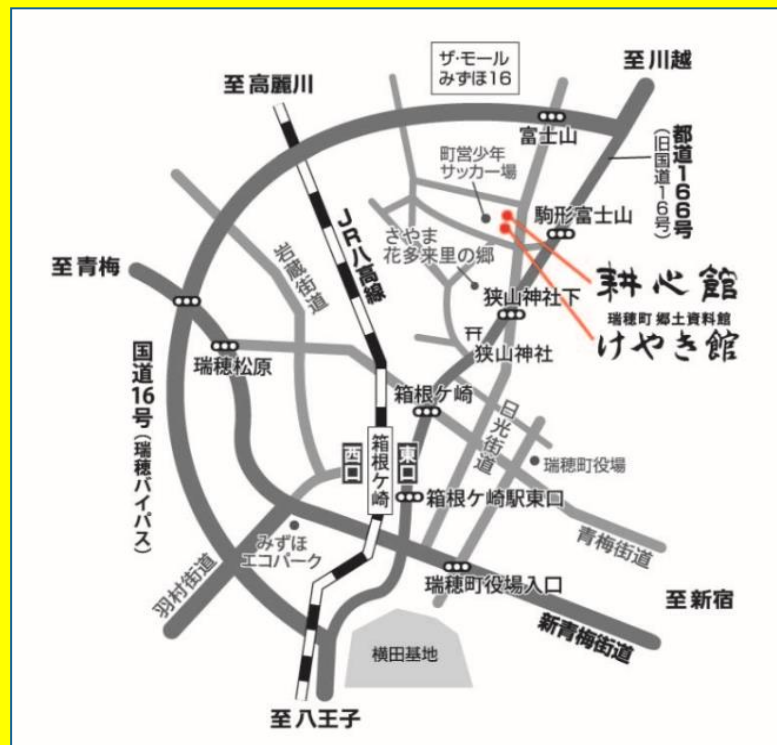 ザ・モール
みずほ16
至川越
至高麗川
富士山
都道166号
(旧国道16号)
町営少年
サッカー場
駒形富士山
JR八高線
岩蔵街道
さやま
花多来里の郷
至青梅
耕心館
狭山神社下
瑞穂町 郷土資料館
けやき館
狭山神社
国道16号(瑞穂バイパス)
瑞穂松原
箱根ケ崎
日光街道
西口
箱根ケ崎
東口
瑞穂町役場
箱根ケ崎駅東口
みずほ
エコパーク
青梅街道
羽村街道
瑞穂町役場入口
至新宿
新青梅街道
横田基地
至八王子